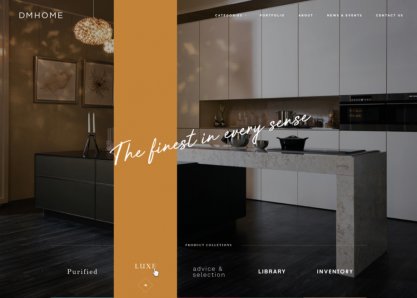 DMHOME
CATEGORIES
PORTFOLIO
ABOUT
NEWS & EVENTS
CONTACT US
The finest in every sense
PRODUCT COLLECTIONS
Purified
LUXE
advice &
selection
LIBRARY
INVENTORY